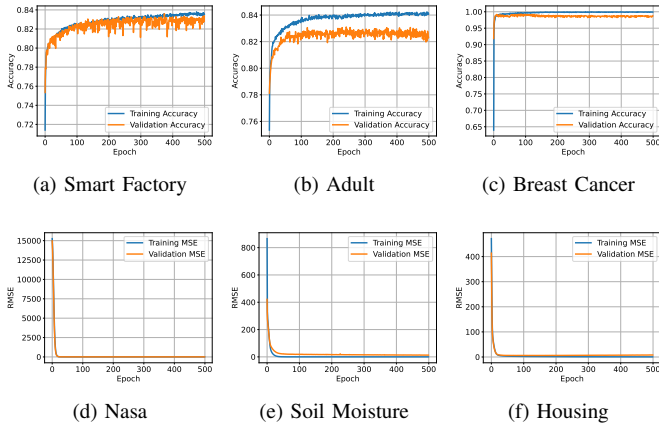 0.84
0.82
0.80
0.78
0.76
0.74
0.72
Accuracy
0 100 200 300 400 500
Epoch
Training Accuracy
Validation Accuracy
(a) Smart Factory
0.84
0.82
0.80
0.78
0.76
Accuracy
0 100 200 300 400 500
Epoch
Training Accuracy
Validation Accuracy
(b) Adult
1.00
0.95
0.90
0.85
0.80
0.75
0.70
0.65
Accuracy
0 100 200 300 400 500
Epoch
Training Accuracy
Validation Accuracy
(c) Breast Cancer
15000
12500
10000
7500
5000
2500
0
RMSE
0 100 200 300 400 500
Epoch
Training MSE
Validation MSE
(d) Nasa
800
600
400
200
0
RMSE
0 100 200 300 400 500
Epoch
Training MSE
Validation MSE
(e) Soil Moisture
400
300
200
100
0
RMSE
0 100 200 300 400 500
Epoch
Training MSE
Validation MSE
(f) Housing